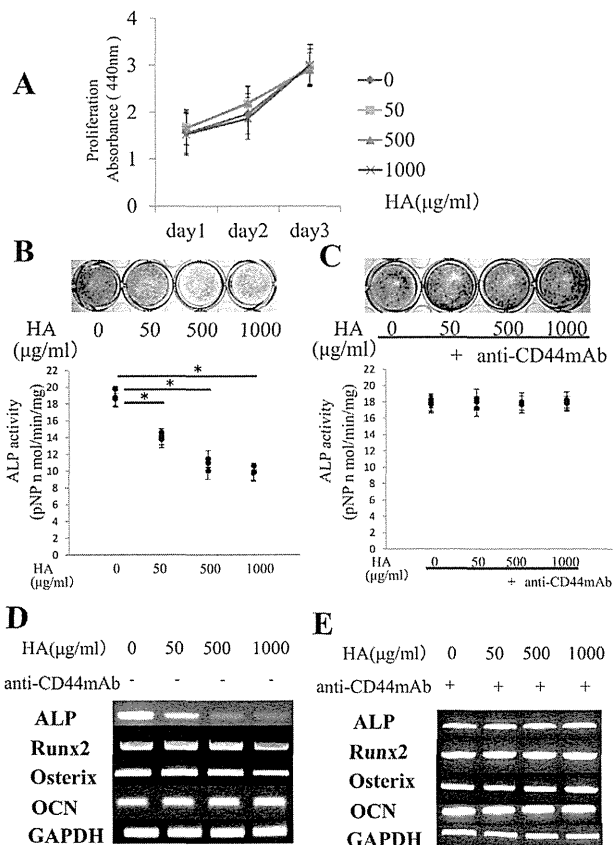 A
Proliferation
Absorbance ( 440nm)
4
3
2
1
0
day1 day2 day3
0
50
500
1000
HA(μg/ml)
B
HA
(μg/ml)
0 50 500 1000
ALP activity
(pNP n mol/min/mg)
22
20
18
16
14
12
10
8
6
4
2
0
*
*
*
HA
(μg/ml)
0 50 500 1000
C
HA
(μg/ml)
0 50 500 1000
+ anti-CD44mAb
ALP activity
(pNP n mol/min/mg)
22
20
18
16
14
12
10
8
6
4
2
0
HA
(μg/ml)
0 50 500 1000
+ anti-CD44mAb
D
HA(μg/ml) 0 50 500 1000
anti-CD44mAb - - - -
ALP
Runx2
Osterix
OCN
GAPDH
E
HA(μg/ml) 0 50 500 1000
anti-CD44mAb + + + +
ALP
Runx2
Osterix
OCN
GAPDH